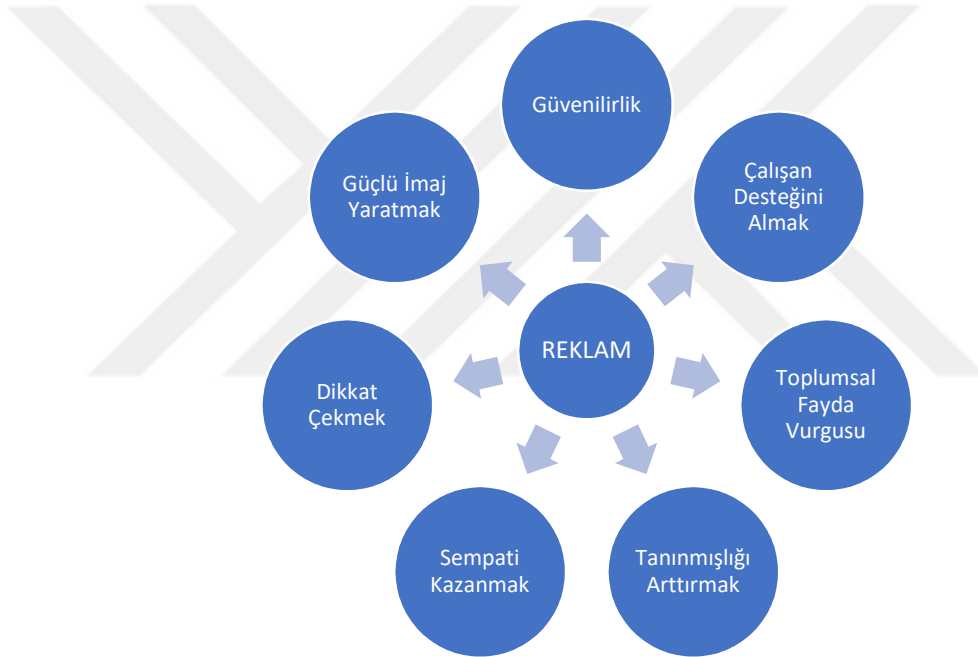 Güvenilirlik
Çalışan
Desteğini
Almak
Toplumsal
Fayda
Vurgusu
Tanınmışlığı
Arttırmak
Sempati
Kazanmak
Dikkat
Çekmek
Güçlü İmaj
Yaratmak
REKLAM